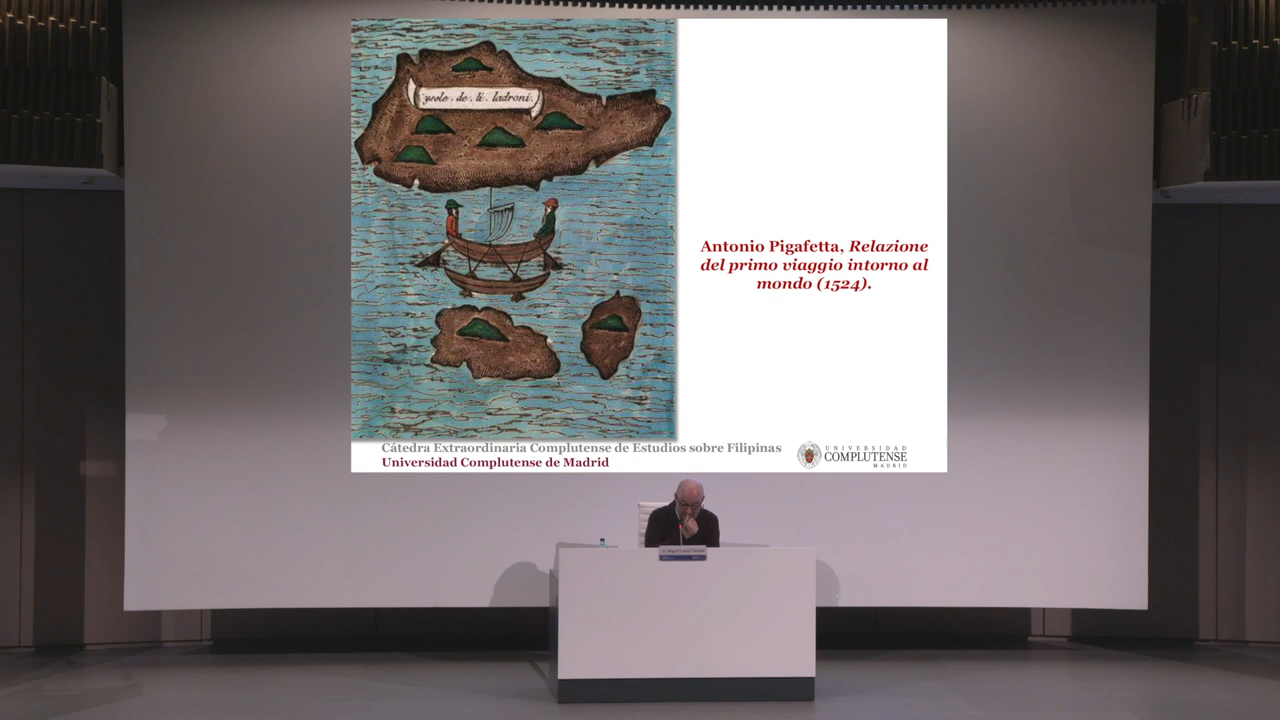 ysole · de · li · ladroni ·
Antonio Pigafetta, Relazione
del primo viaggio intorno al
mondo (1524).
Cátedra Extraordinaria Complutense de Estudios sobre Filipinas
Universidad Complutense de Madrid
UNIVERSIDAD
COMPLUTENSE
MADRID